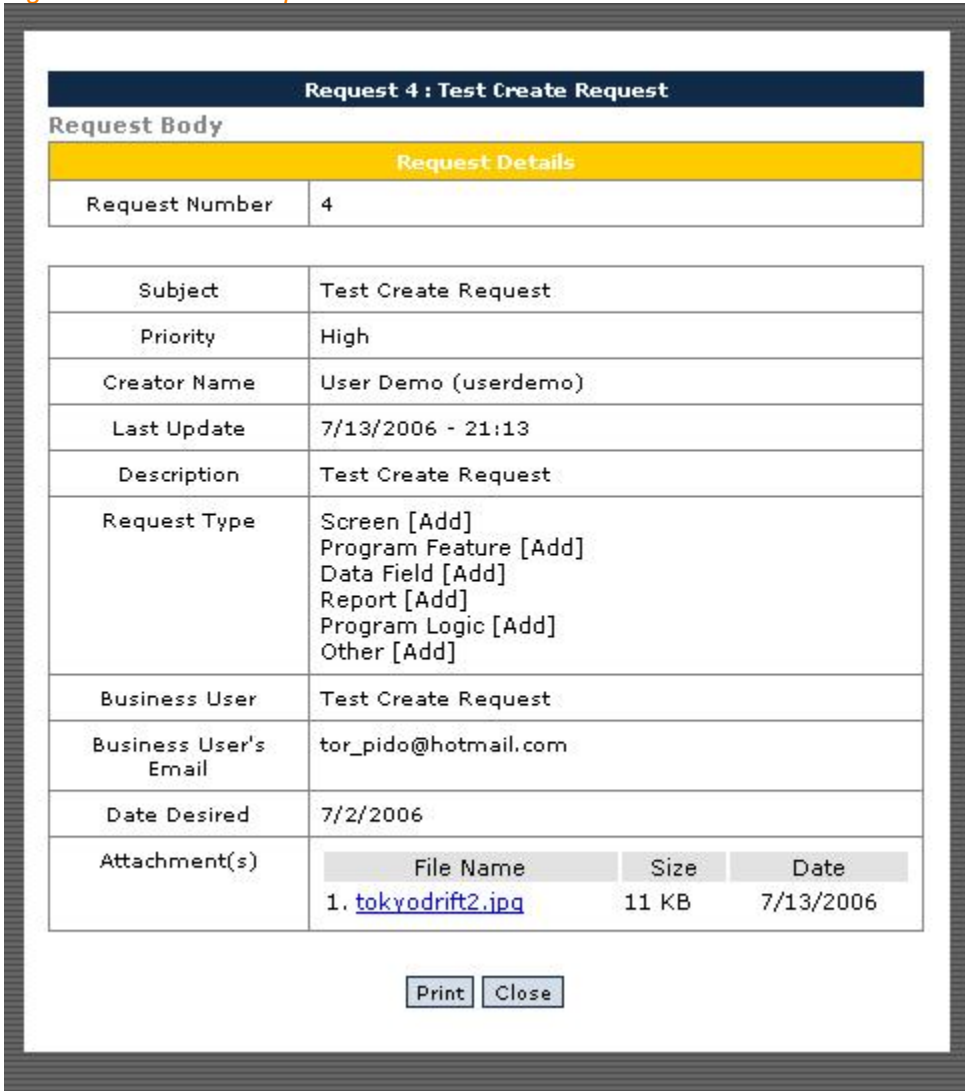 Request 4 : Test Create Request
Request Body
Request Details
Request Number 4
Subject Test Create Request
Priority High
Creator Name User Demo (userdemo)
Last Update 7/13/2006 - 21:13
Description Test Create Request
Request Type Screen [Add]
Program Feature [Add]
Data Field [Add]
Report [Add]
Program Logic [Add]
Other [Add]
Business User Test Create Request
Business User's Email tor_pido@hotmail.com
Date Desired 7/2/2006
Attachment(s) File Name Size Date
1. tokyodrift2.jpg 11 KB 7/13/2006
Print Close